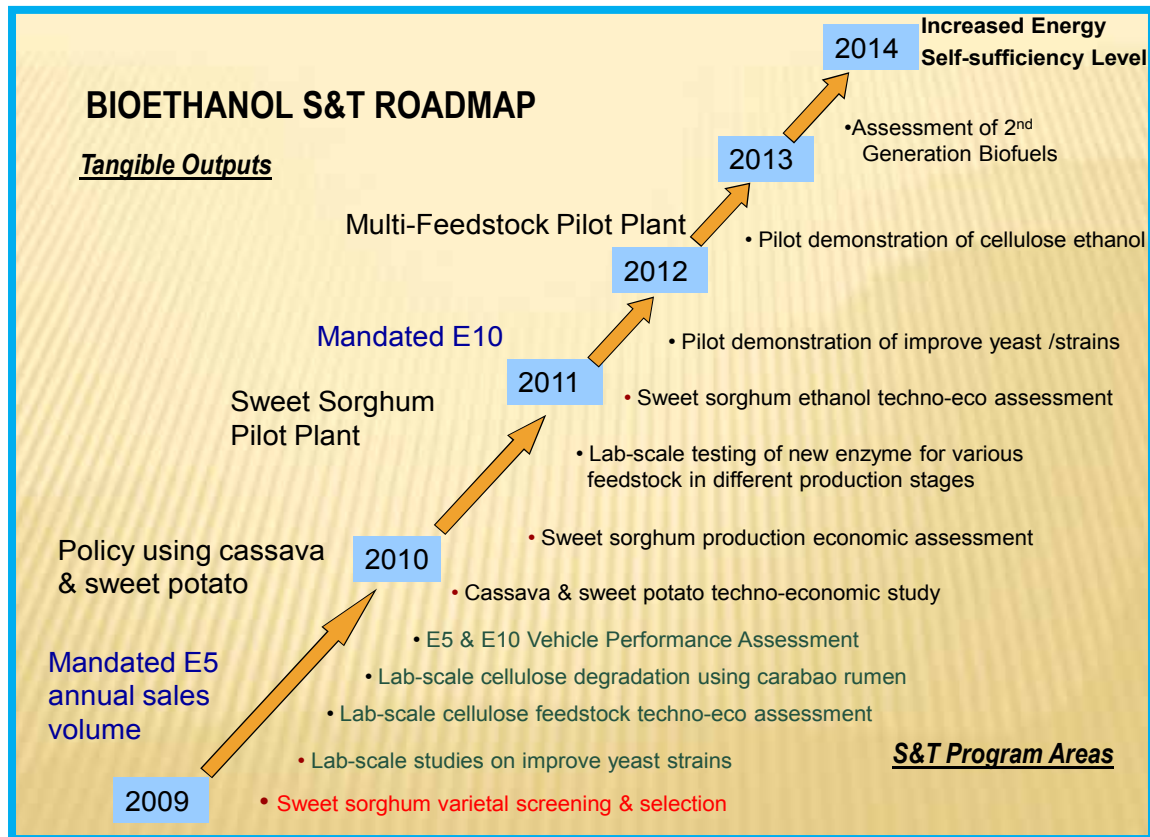 Increased Energy
Self-sufficiency Level
2014
BIOETHANOL S&T ROADMAP
Tangible Outputs
•Assessment of 2nd
Generation Biofuels
2013
Multi-Feedstock Pilot Plant
• Pilot demonstration of cellulose ethanol
2012
Mandated E10
• Pilot demonstration of improve yeast /strains
2011
• Sweet sorghum ethanol techno-eco assessment
Sweet Sorghum
Pilot Plant
• Lab-scale testing of new enzyme for various
feedstock in different production stages
• Sweet sorghum production economic assessment
2010
Policy using cassava
& sweet potato
• Cassava & sweet potato techno-economic study
• E5 & E10 Vehicle Performance Assessment
Mandated E5
annual sales
volume
• Lab-scale cellulose degradation using carabao rumen
• Lab-scale cellulose feedstock techno-eco assessment
• Lab-scale studies on improve yeast strains
S&T Program Areas
2009
• Sweet sorghum varietal screening & selection